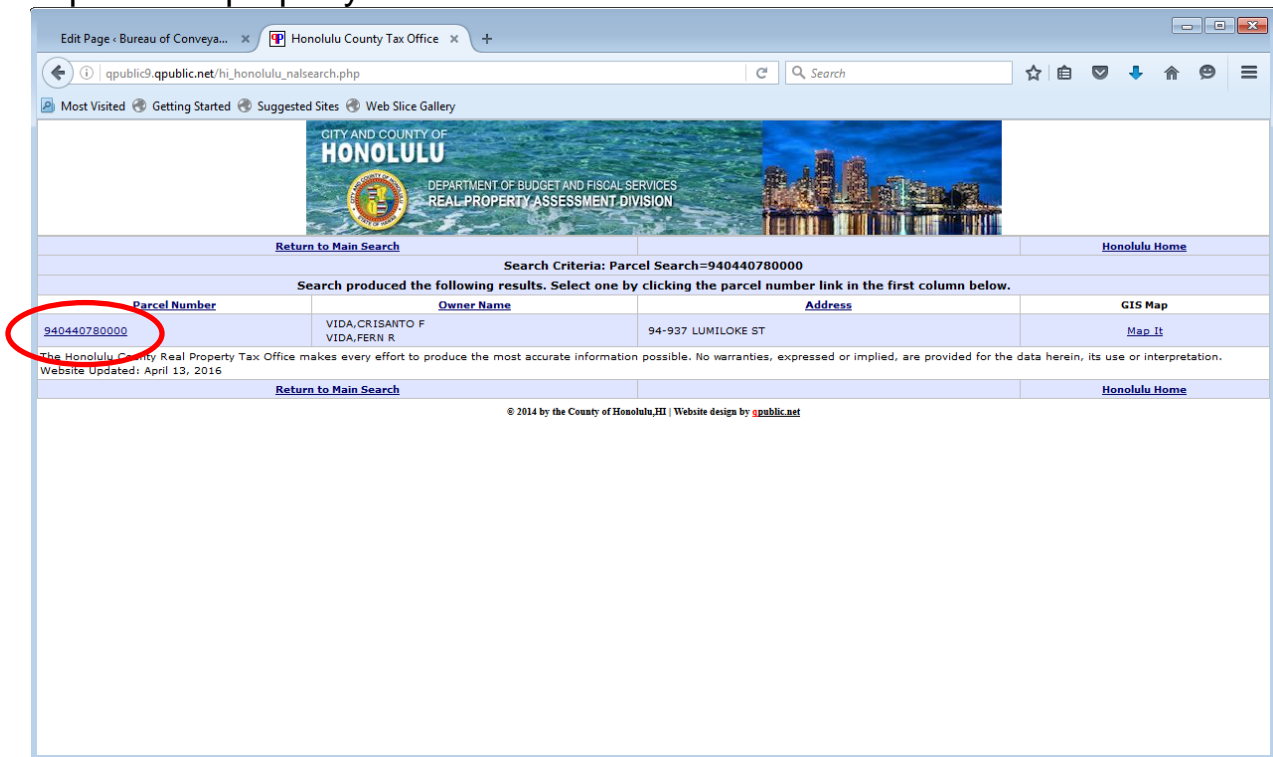 Edit Page ‹ Bureau of Conveya... × Honolulu County Tax Office × +
qpublic9.qpublic.net/hi_honolulu_nalsearch.php Search
Most Visited Getting Started Suggested Sites Web Slice Gallery
CITY AND COUNTY OF
HONOLULU
DEPARTMENT OF BUDGET AND FISCAL SERVICES
REAL PROPERTY ASSESSMENT DIVISION
Return to Main Search Honolulu Home
Search Criteria: Parcel Search=940440780000
Search produced the following results. Select one by clicking the parcel number link in the first column below.
Parcel Number Owner Name Address GIS Map
940440780000 VIDA,CRISANTO F 94-937 LUMILOKE ST Map It
VIDA,FERN R
The Honolulu County Real Property Tax Office makes every effort to produce the most accurate information possible. No warranties, expressed or implied, are provided for the data herein, its use or interpretation.
Website Updated: April 13, 2016
Return to Main Search Honolulu Home
© 2014 by the County of Honolulu,HI | Website design by qpublic.net